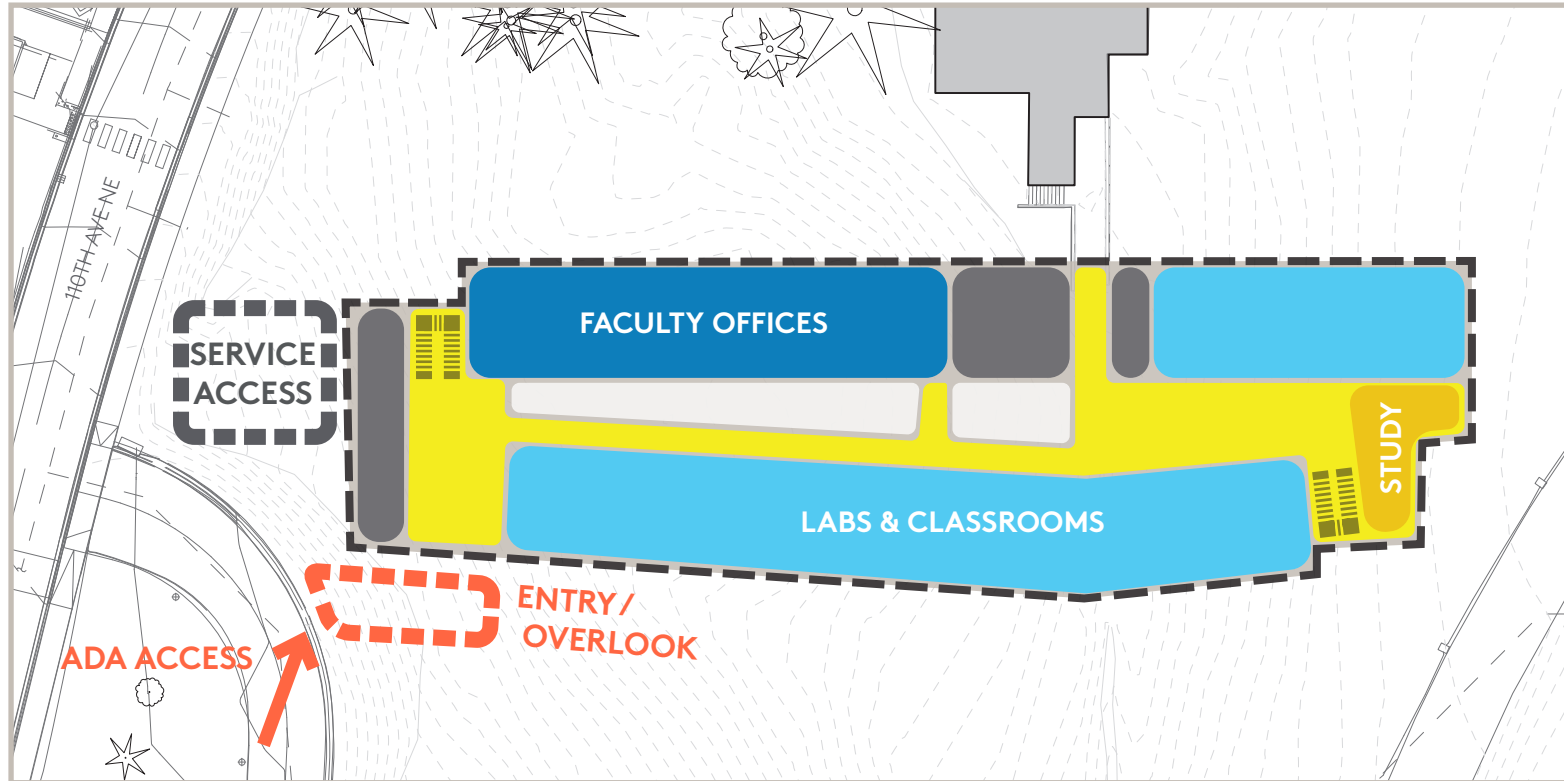 110TH AVE NE
FACULTY OFFICES
SERVICE
ACCESS
STUDY
LABS & CLASSROOMS
ENTRY/
OVERLOOK
ADA ACCESS